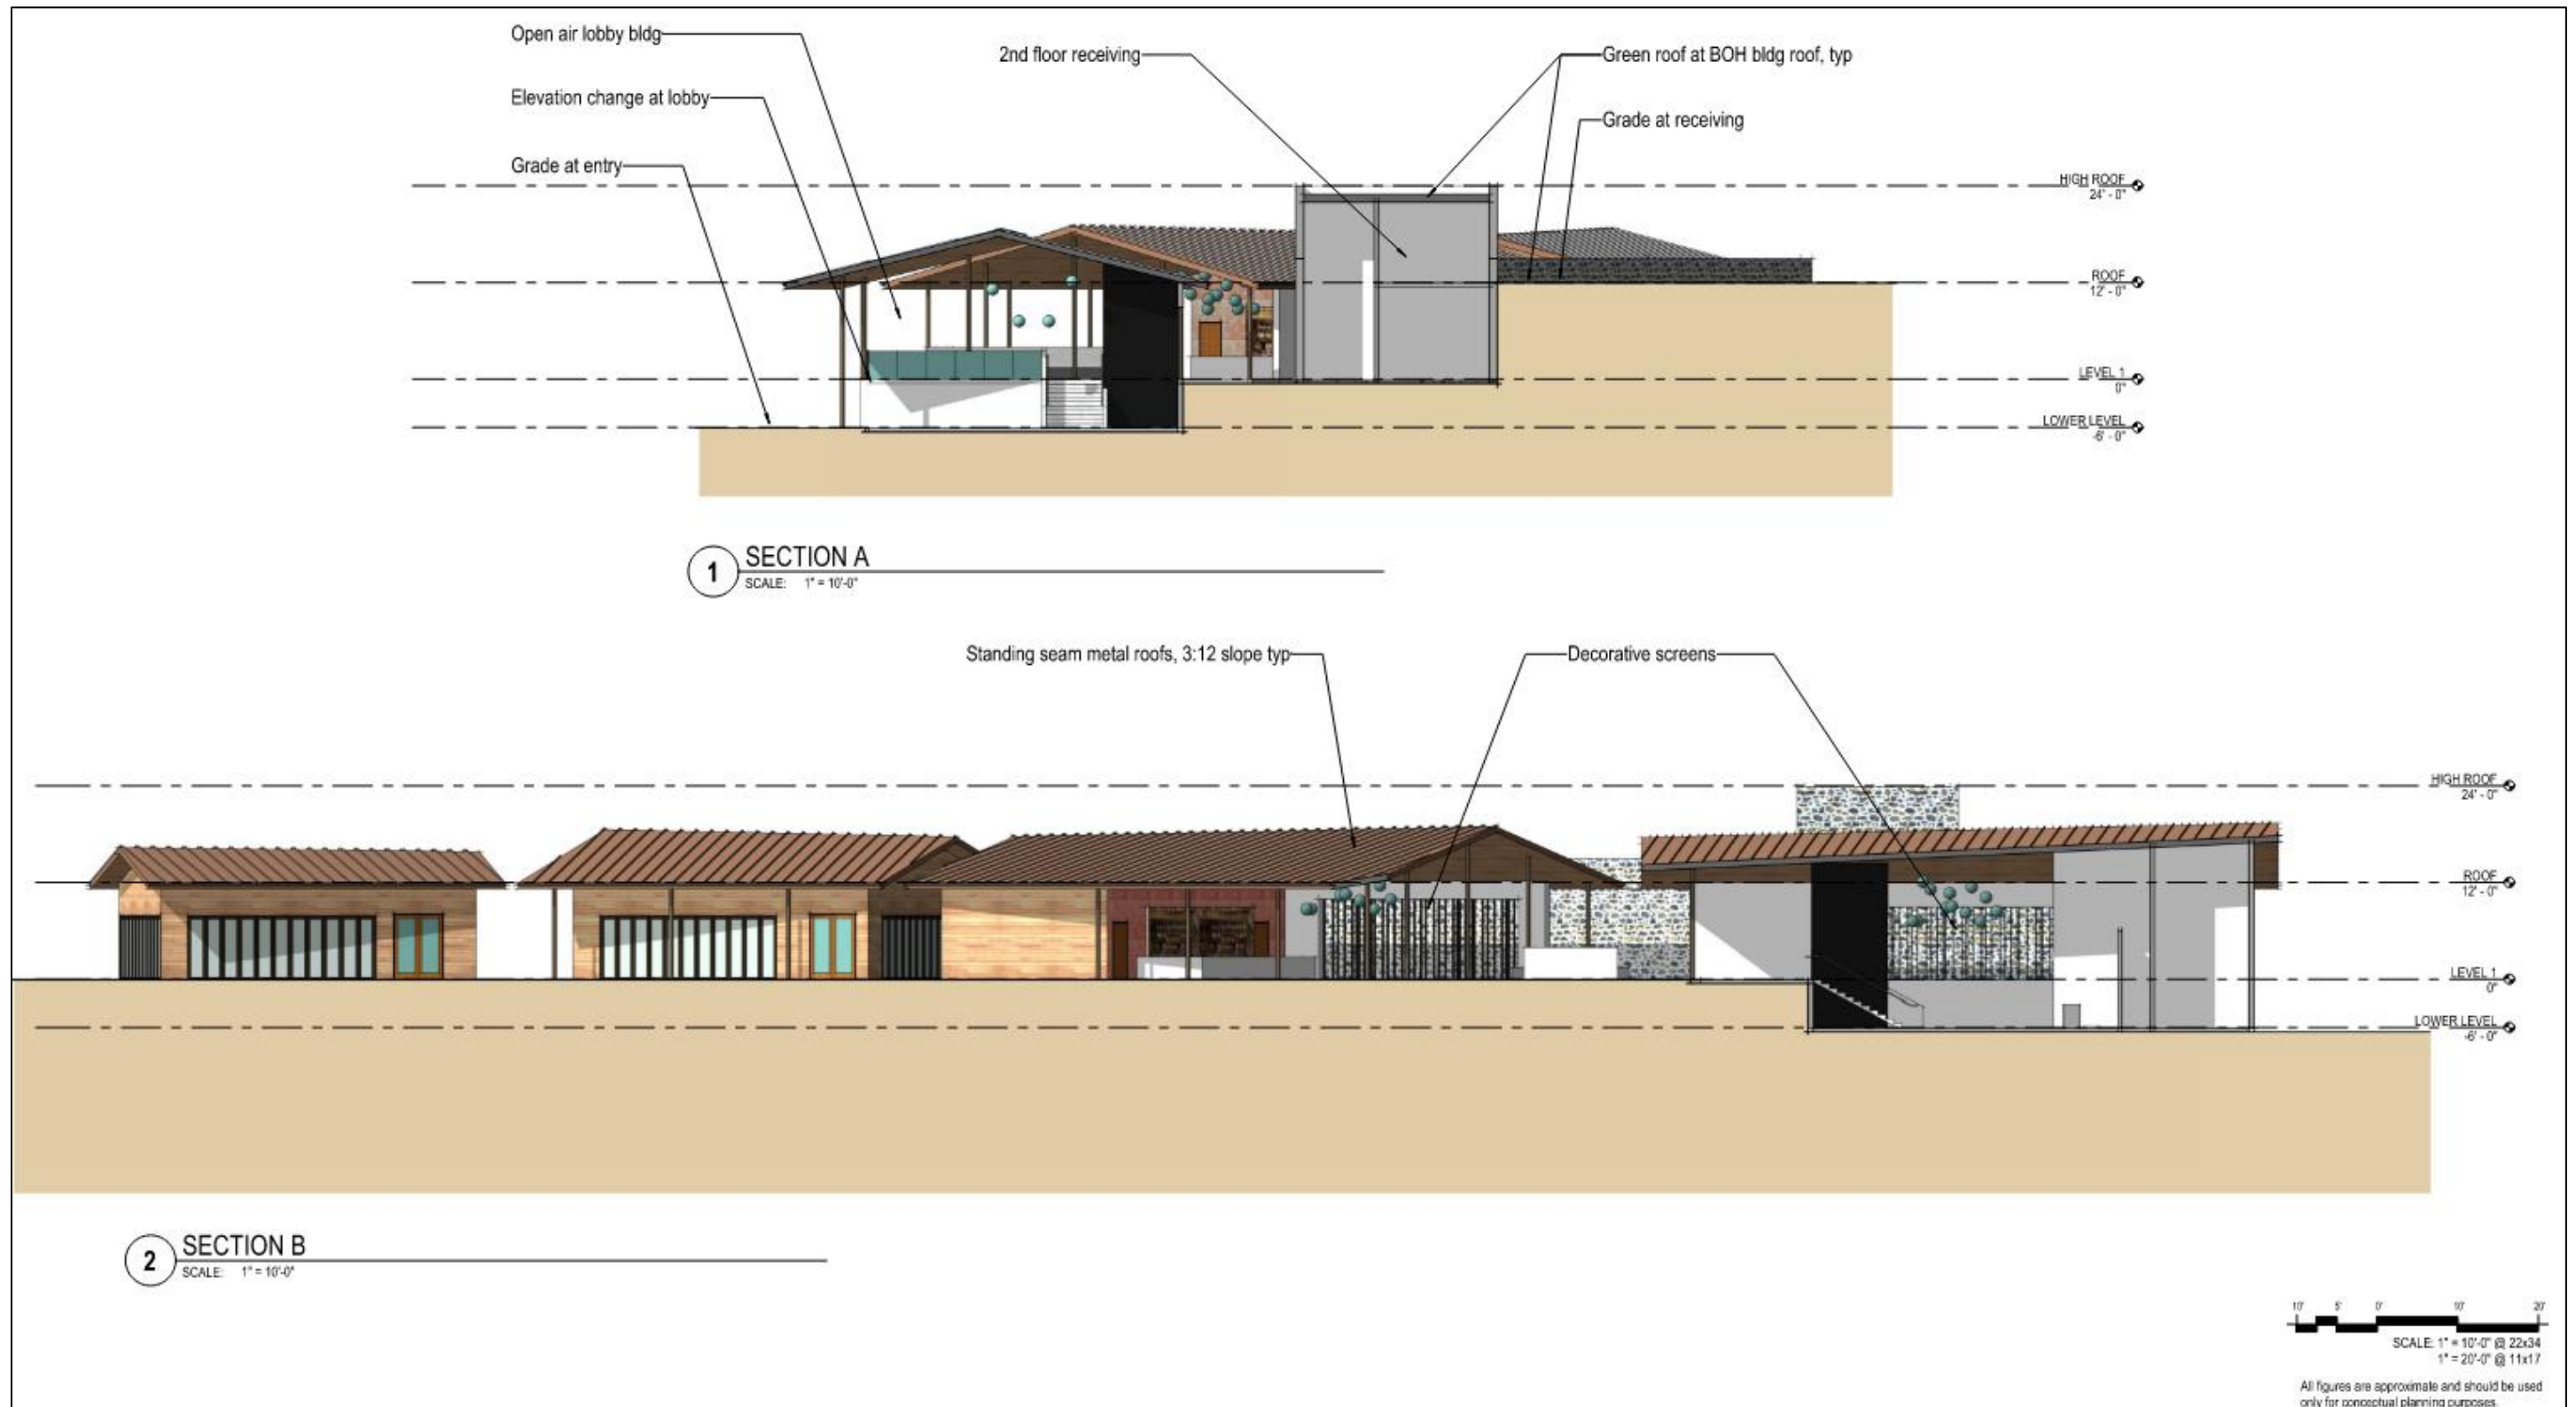 Open air lobby bldg
2nd floor receiving
Green roof at BOH bldg roof, typ
Elevation change at lobby
Grade at receiving
Grade at entry
HIGH ROOF
24' - 0"
ROOF
12' - 0"
LEVEL 1
0"
LOWER LEVEL
-6' - 0"
1
SECTION A
SCALE: 1" = 10'-0"
Standing seam metal roofs, 3:12 slope typ
Decorative screens
HIGH ROOF
24' - 0"
ROOF
12' - 0"
LEVEL 1
0"
LOWER LEVEL
-6' - 0"
2
SECTION B
SCALE: 1" = 10'-0"
10' 5' 0' 10' 20'
SCALE: 1" = 10'-0" @ 22x34
1" = 20'-0" @ 11x17
All figures are approximate and should be used
only for conceptual planning purposes.